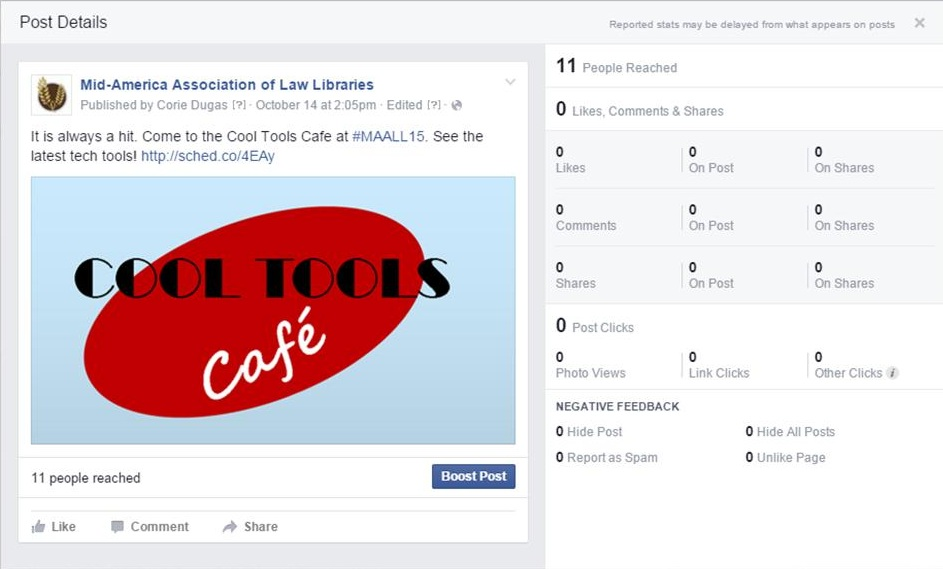 Post Details
Reported stats may be delayed from what appears on posts
Mid-America Association of Law Libraries
Published by Corie Dugas [?] · October 14 at 2:05pm · Edited [?] ·
It is always a hit. Come to the Cool Tools Cafe at #MAALL15. See the
latest tech tools! http://sched.co/4EAy
COOL TOOLS
Café
11 people reached
Boost Post
Like Comment Share
11 People Reached
0 Likes, Comments & Shares
0 0 0
Likes On Post On Shares
0 0 0
Comments On Post On Shares
0 0 0
Shares On Post On Shares
0 Post Clicks
0 0 0
Photo Views Link Clicks Other Clicks i
NEGATIVE FEEDBACK
0 Hide Post 0 Hide All Posts
0 Report as Spam 0 Unlike Page